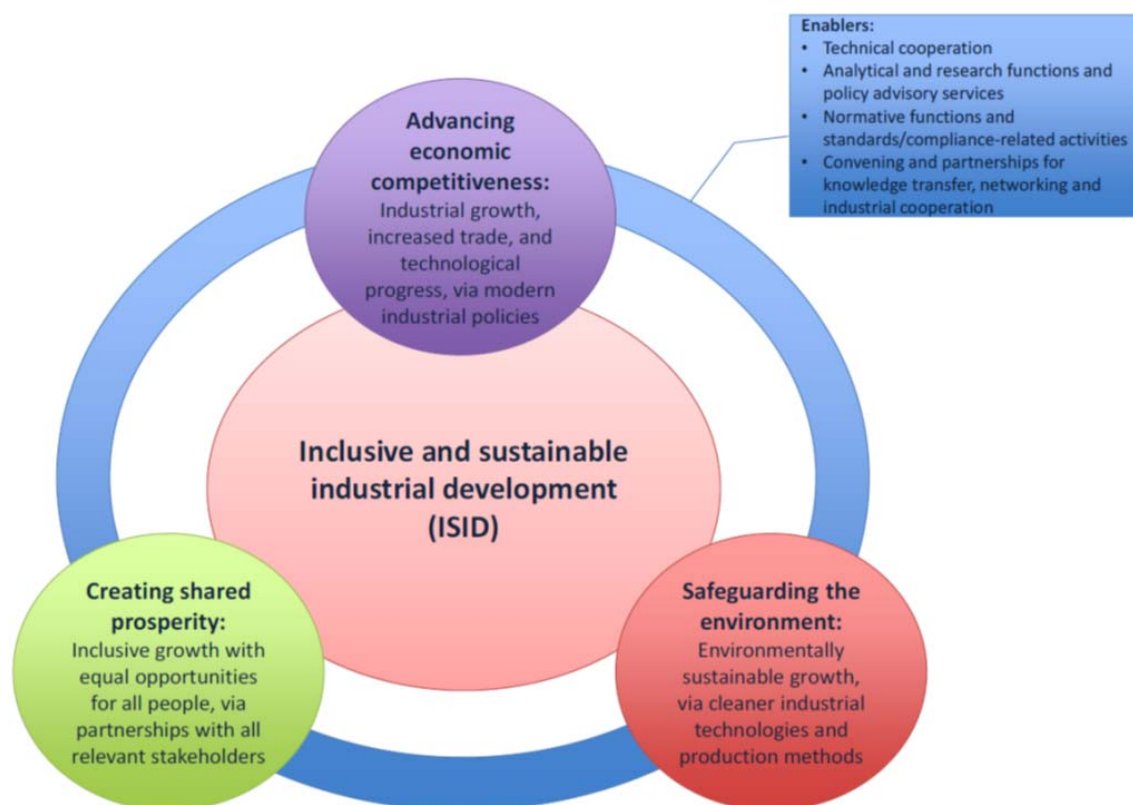 Enablers:
• Technical cooperation
• Analytical and research functions and
policy advisory services
• Normative functions and
standards/compliance-related activities
• Convening and partnerships for
knowledge transfer, networking and
industrial cooperation
Advancing
economic
competitiveness:
Industrial growth,
increased trade, and
technological
progress, via modern
industrial policies
Inclusive and sustainable
industrial development
(ISID)
Creating shared
prosperity:
Inclusive growth with
equal opportunities
for all people, via
partnerships with all
relevant stakeholders
Safeguarding the
environment:
Environmentally
sustainable growth,
via cleaner industrial
technologies and
production methods